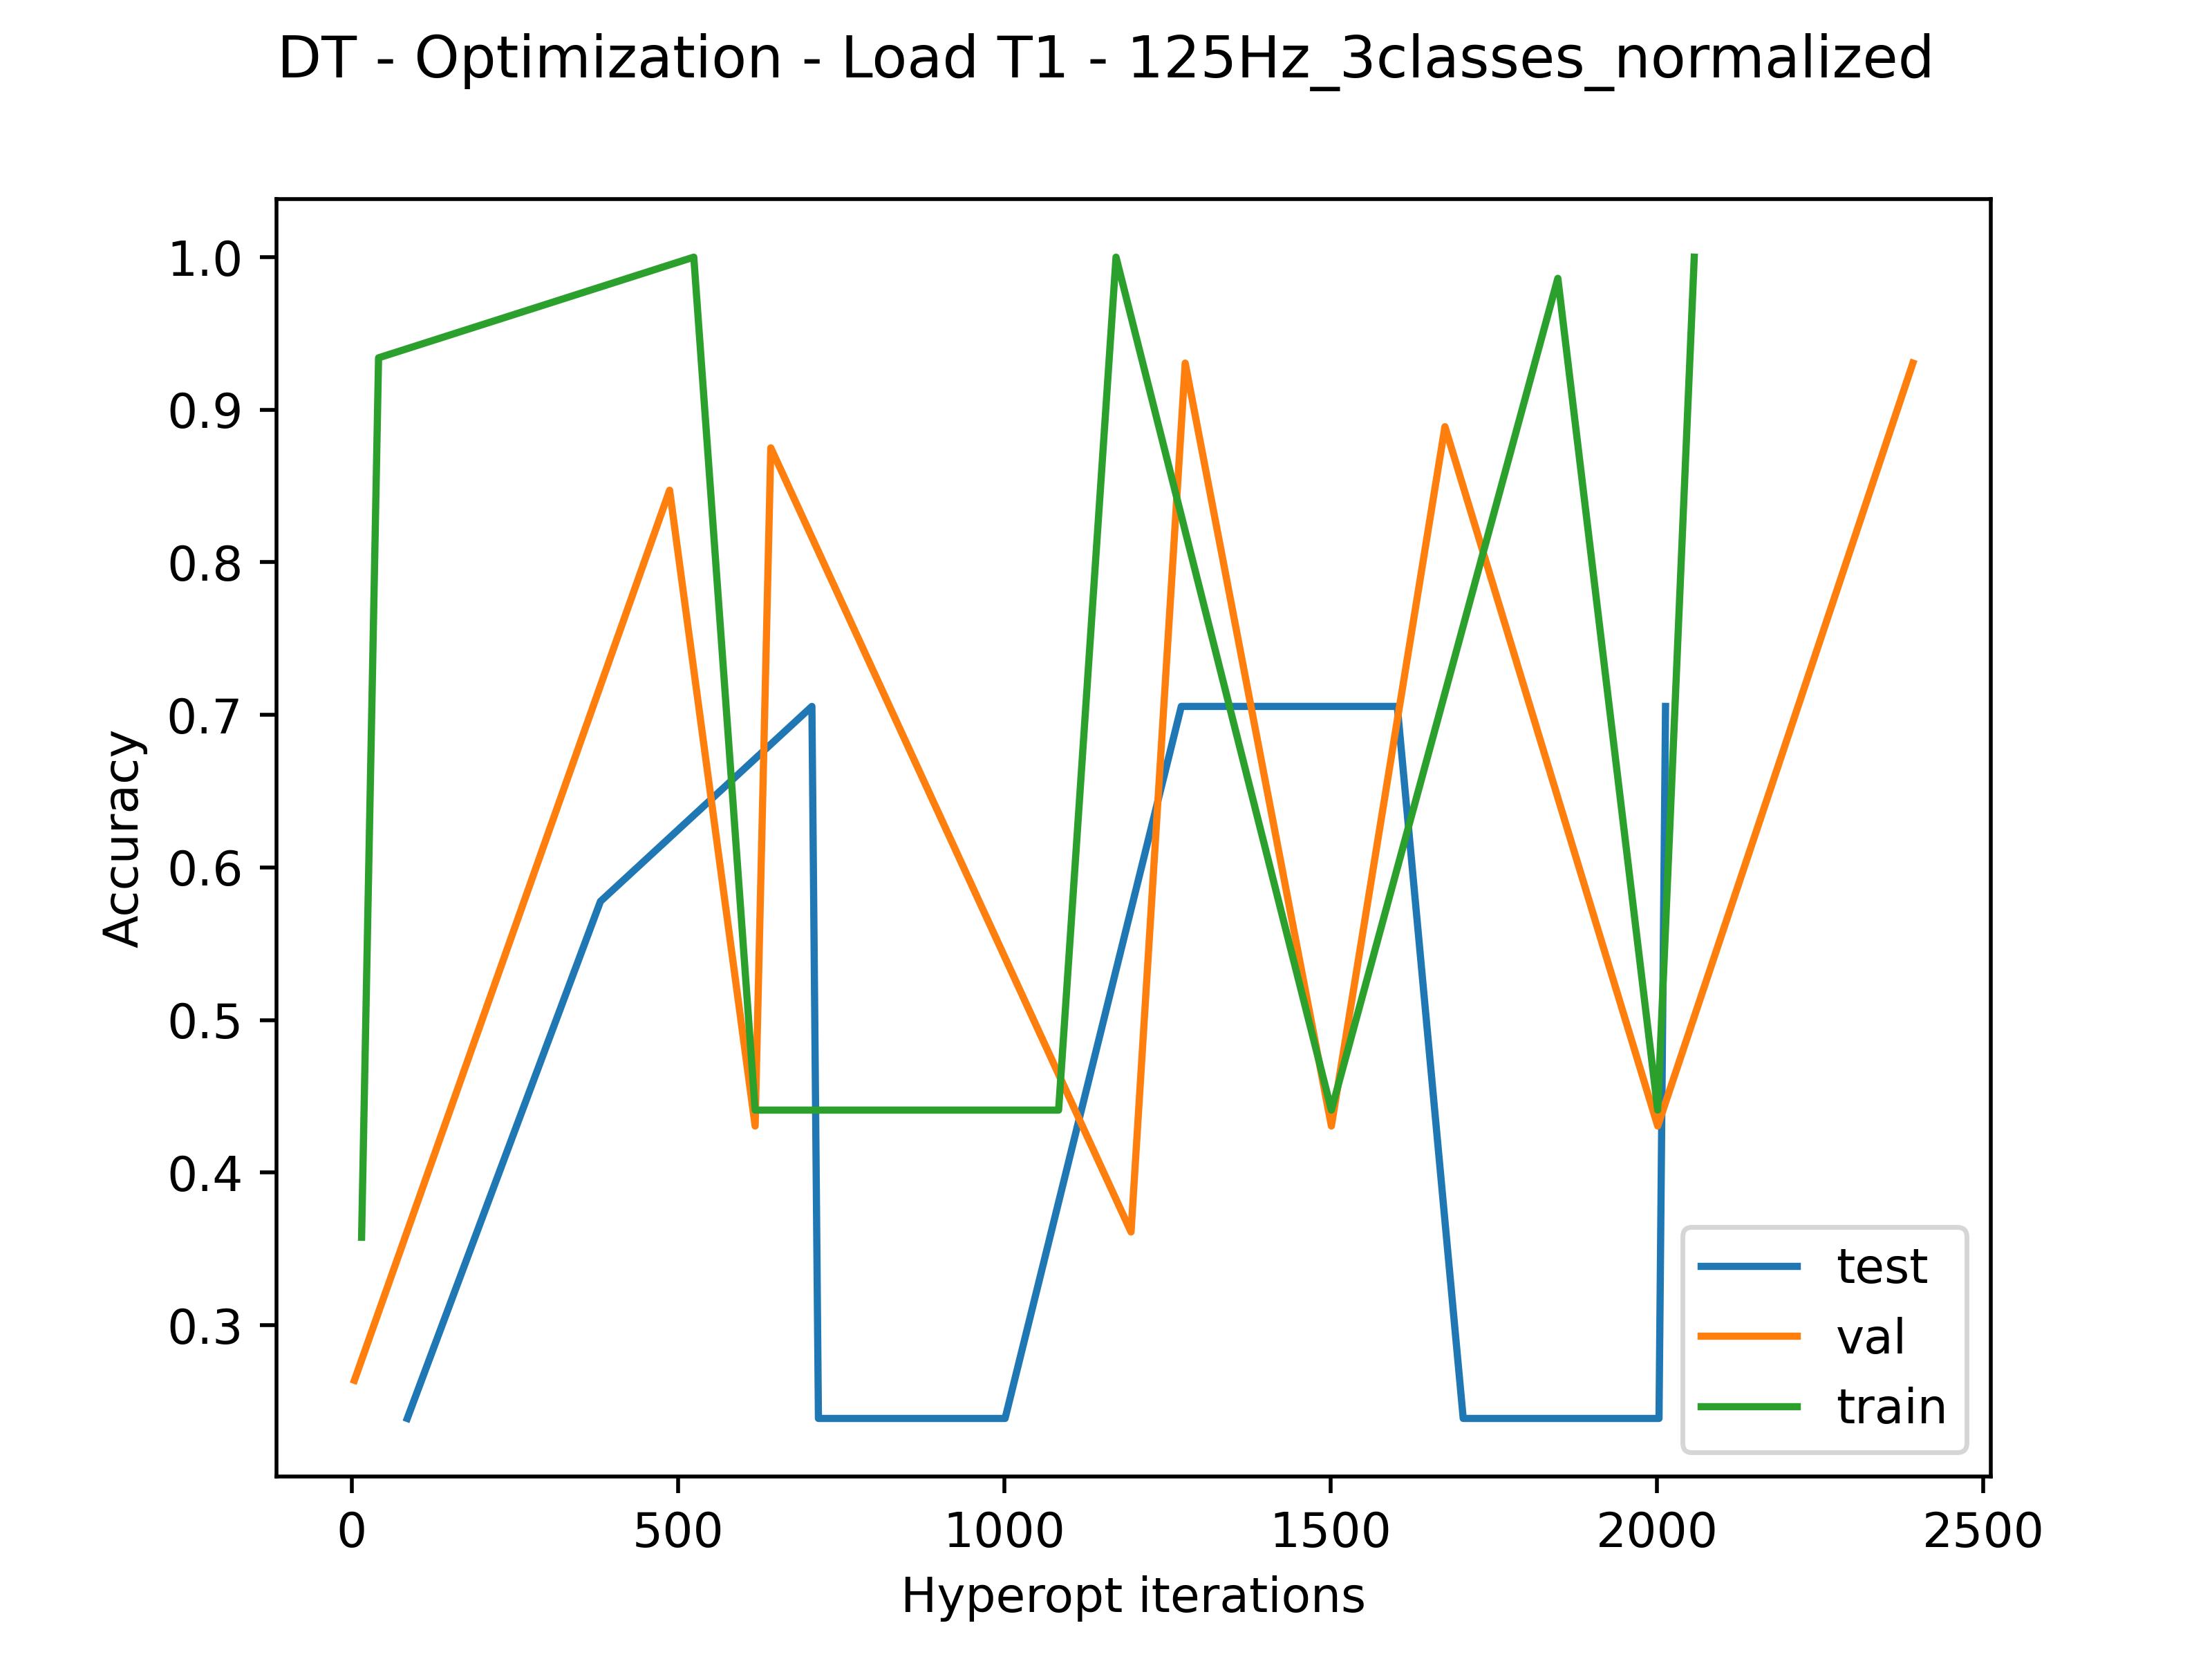 DT - Optimization - Load T1 - 125Hz_3classes_normalized
1.0
0.9
0.8
0.7
0.6
0.5
0.4
0.3
Accuracy
test
val
train
0 500 1000 1500 2000 2500
Hyperopt iterations